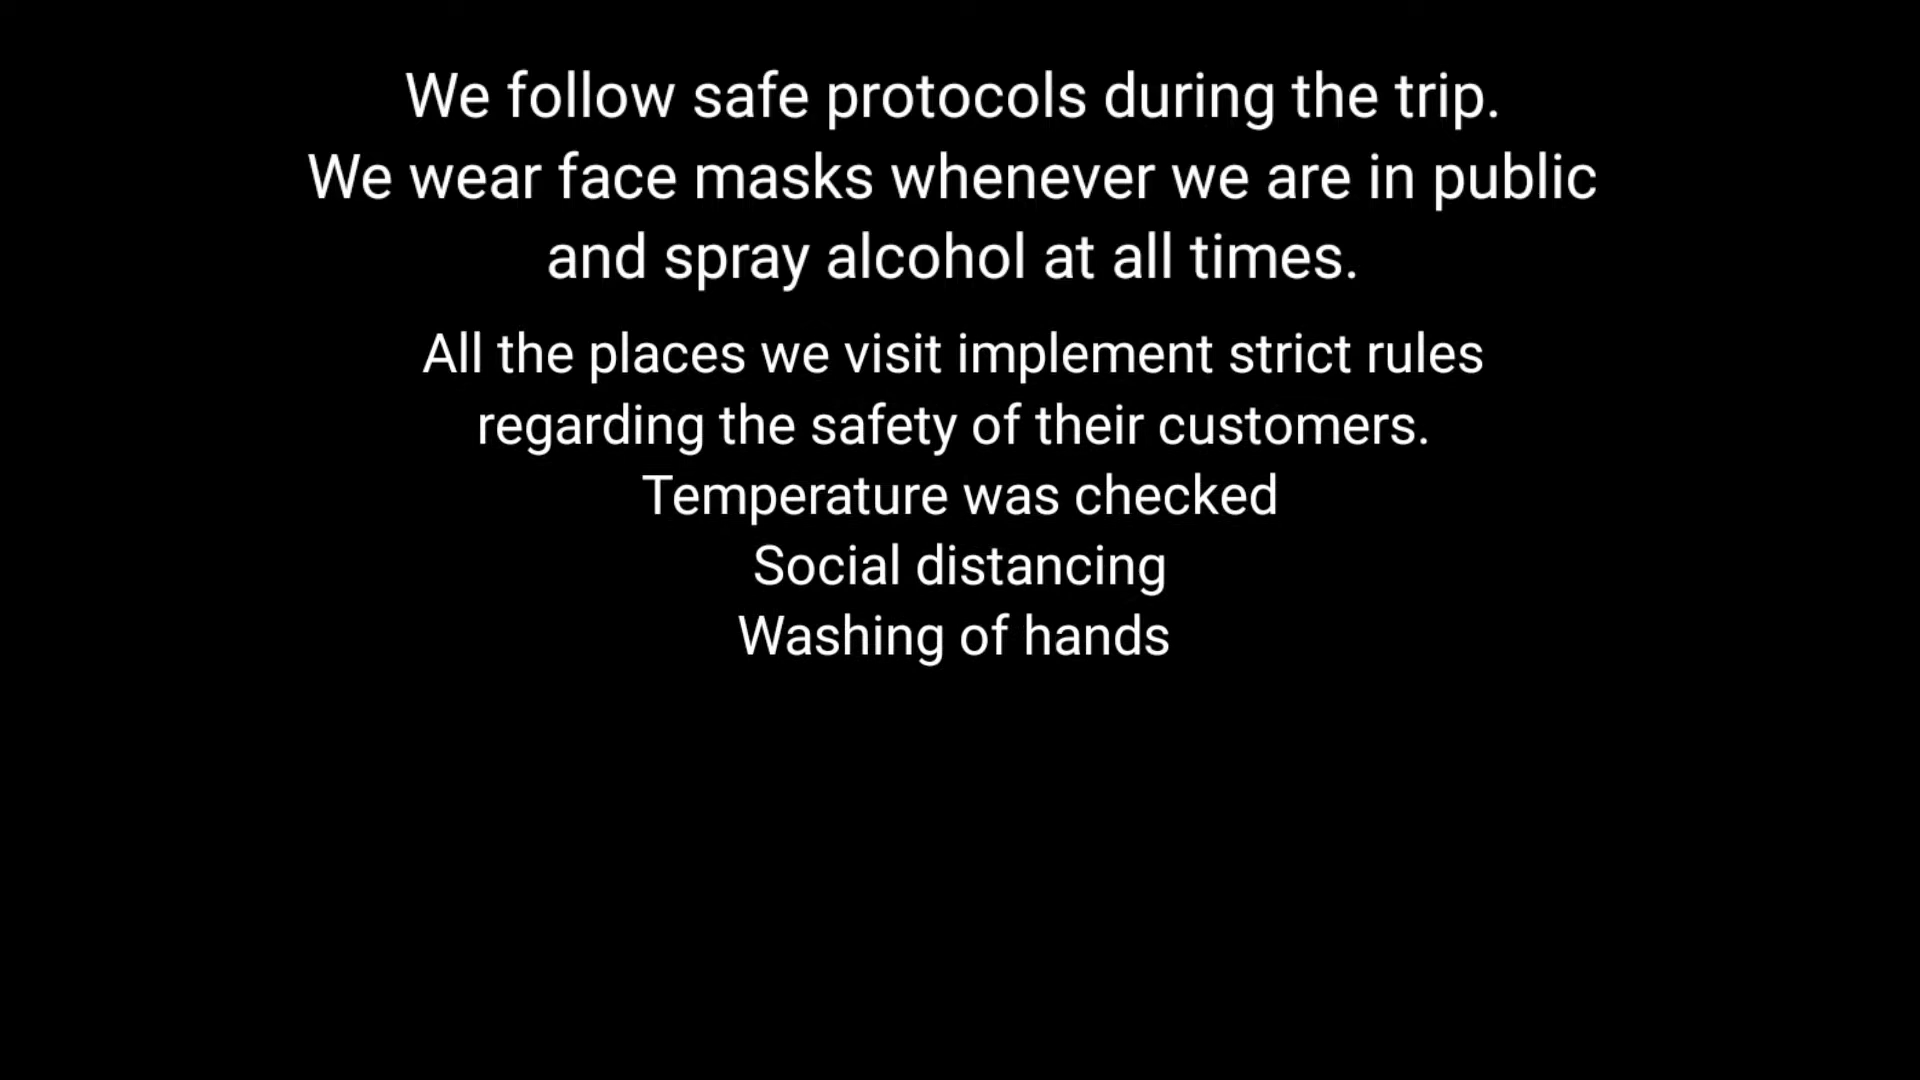 We follow safe protocols during the trip.
We wear face masks whenever we are in public
and spray alcohol at all times.
All the places we visit implement strict rules
regarding the safety of their customers.
Temperature was checked
Social distancing
Washing of hands